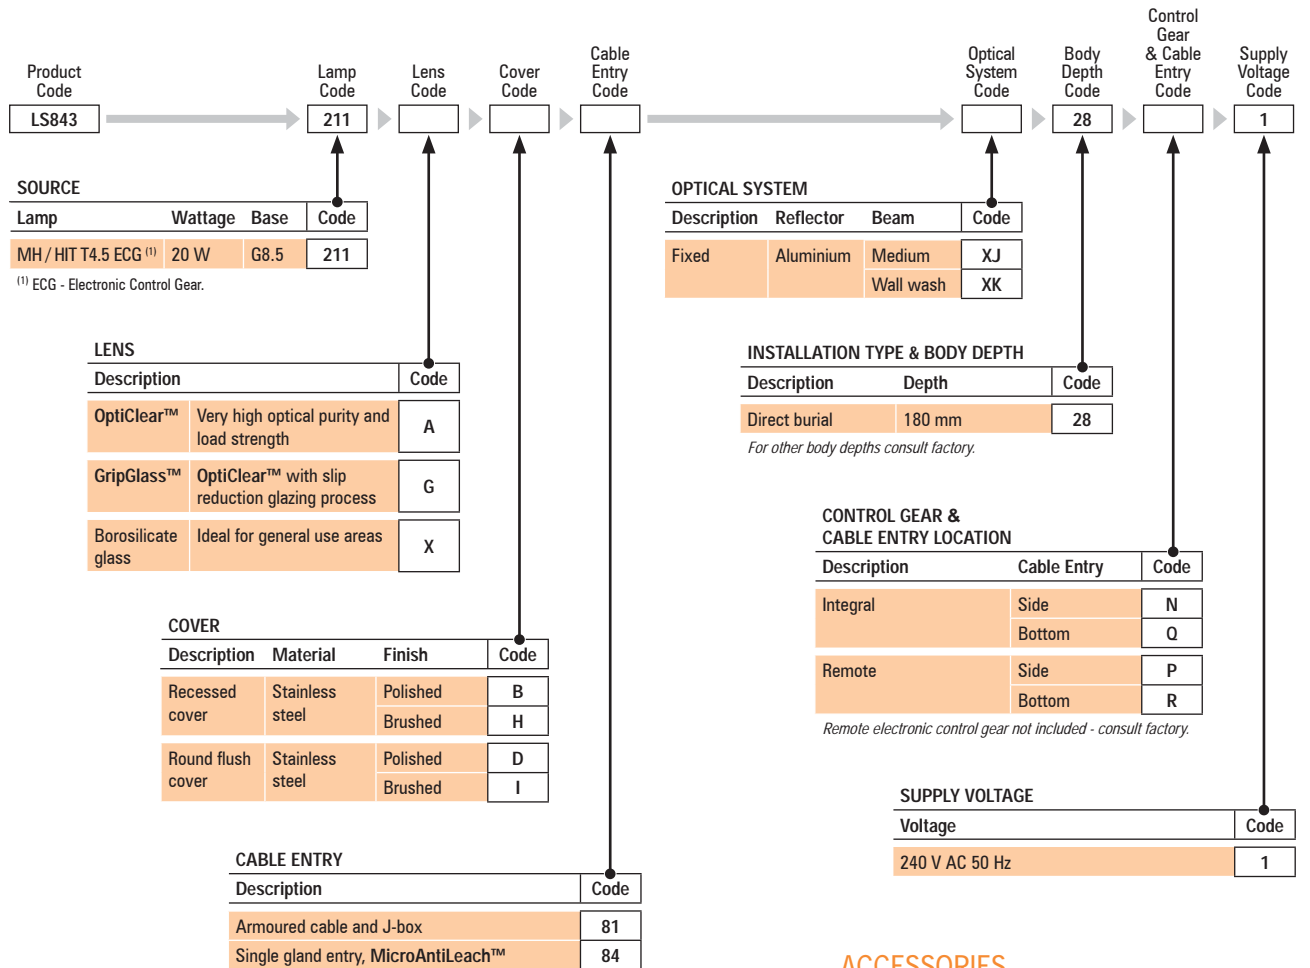 Product Code
Lamp Code
Lens Code
Cover Code
Cable Entry Code
Optical System Code
Body Depth Code
Control Gear & Cable Entry Code
Supply Voltage Code
LS843
211
28
1
SOURCE
Lamp Wattage Base Code
MH / HIT T4.5 ECG (1) 20 W G8.5 211
(1) ECG - Electronic Control Gear.
OPTICAL SYSTEM
Description Reflector Beam Code
Fixed Aluminium Medium XJ
Wall wash XK
LENS
Description Code
OptiClear™ Very high optical purity and load strength A
GripGlass™ OptiClear™ with slip reduction glazing process G
Borosilicate glass Ideal for general use areas X
INSTALLATION TYPE & BODY DEPTH
Description Depth Code
Direct burial 180 mm 28
For other body depths consult factory.
CONTROL GEAR & CABLE ENTRY LOCATION
Description Cable Entry Code
Integral Side N
Bottom Q
Remote Side P
Bottom R
Remote electronic control gear not included - consult factory.
COVER
Description Material Finish Code
Recessed cover Stainless steel Polished B
Brushed H
Round flush cover Stainless steel Polished D
Brushed I
SUPPLY VOLTAGE
Voltage Code
240 V AC 50 Hz 1
CABLE ENTRY
Description Code
Armoured cable and J-box 81
Single gland entry, MicroAntiLeach™ 84
ACCESSORIES